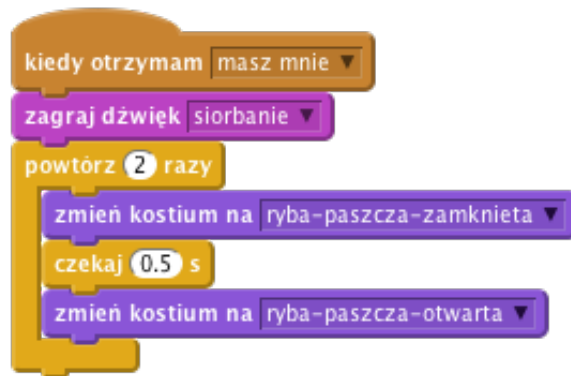 kiedy otrzymam masz mnie
zagraj dźwięk siorbanie
powtórz 2 razy
zmień kostium na ryba-paszcza-zamknieta
czekaj 0.5 s
zmień kostium na ryba-paszcza-otwarta